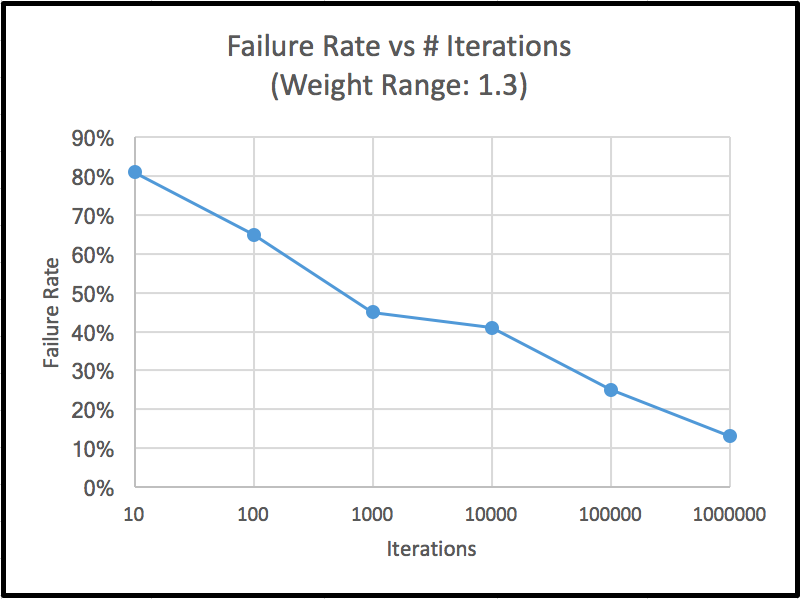 Failure Rate vs # Iterations
(Weight Range: 1.3)
90%
80%
70%
60%
50%
40%
30%
20%
10%
0%
Failure Rate
10 100 1000 10000 100000 1000000
Iterations